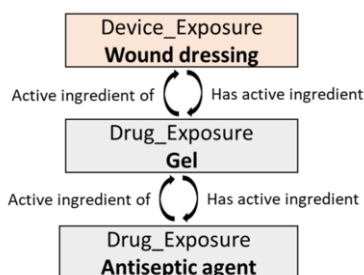 Device_Exposure
Wound dressing
Active ingredient of Has active ingredient
Drug_Exposure
Gel
Active ingredient of Has active ingredient
Drug_Exposure
Antiseptic agent